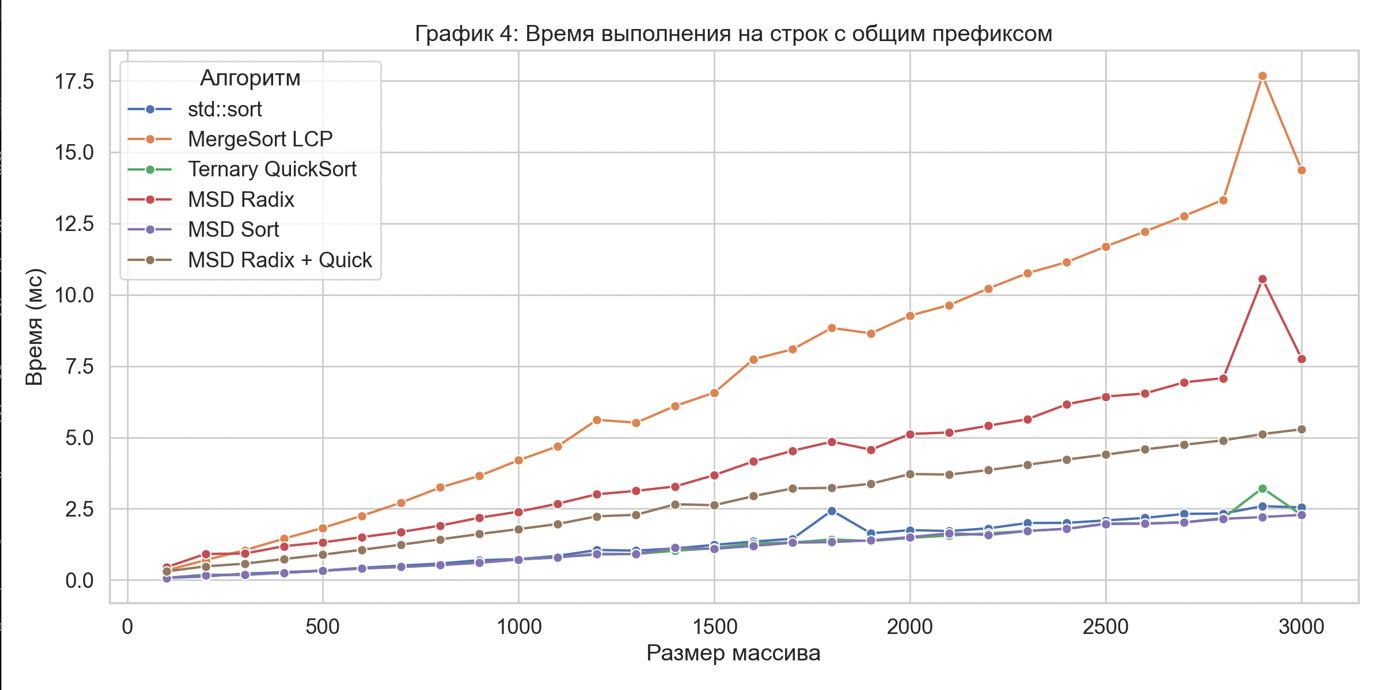 График 4: Время выполнения на строк с общим префиксом
Алгоритм
std::sort
MergeSort LCP
Ternary QuickSort
MSD Radix
MSD Sort
MSD Radix + Quick
Время (мс)
17.5
15.0
12.5
10.0
7.5
5.0
2.5
0.0
0 500 1000 1500 2000 2500 3000
Размер массива